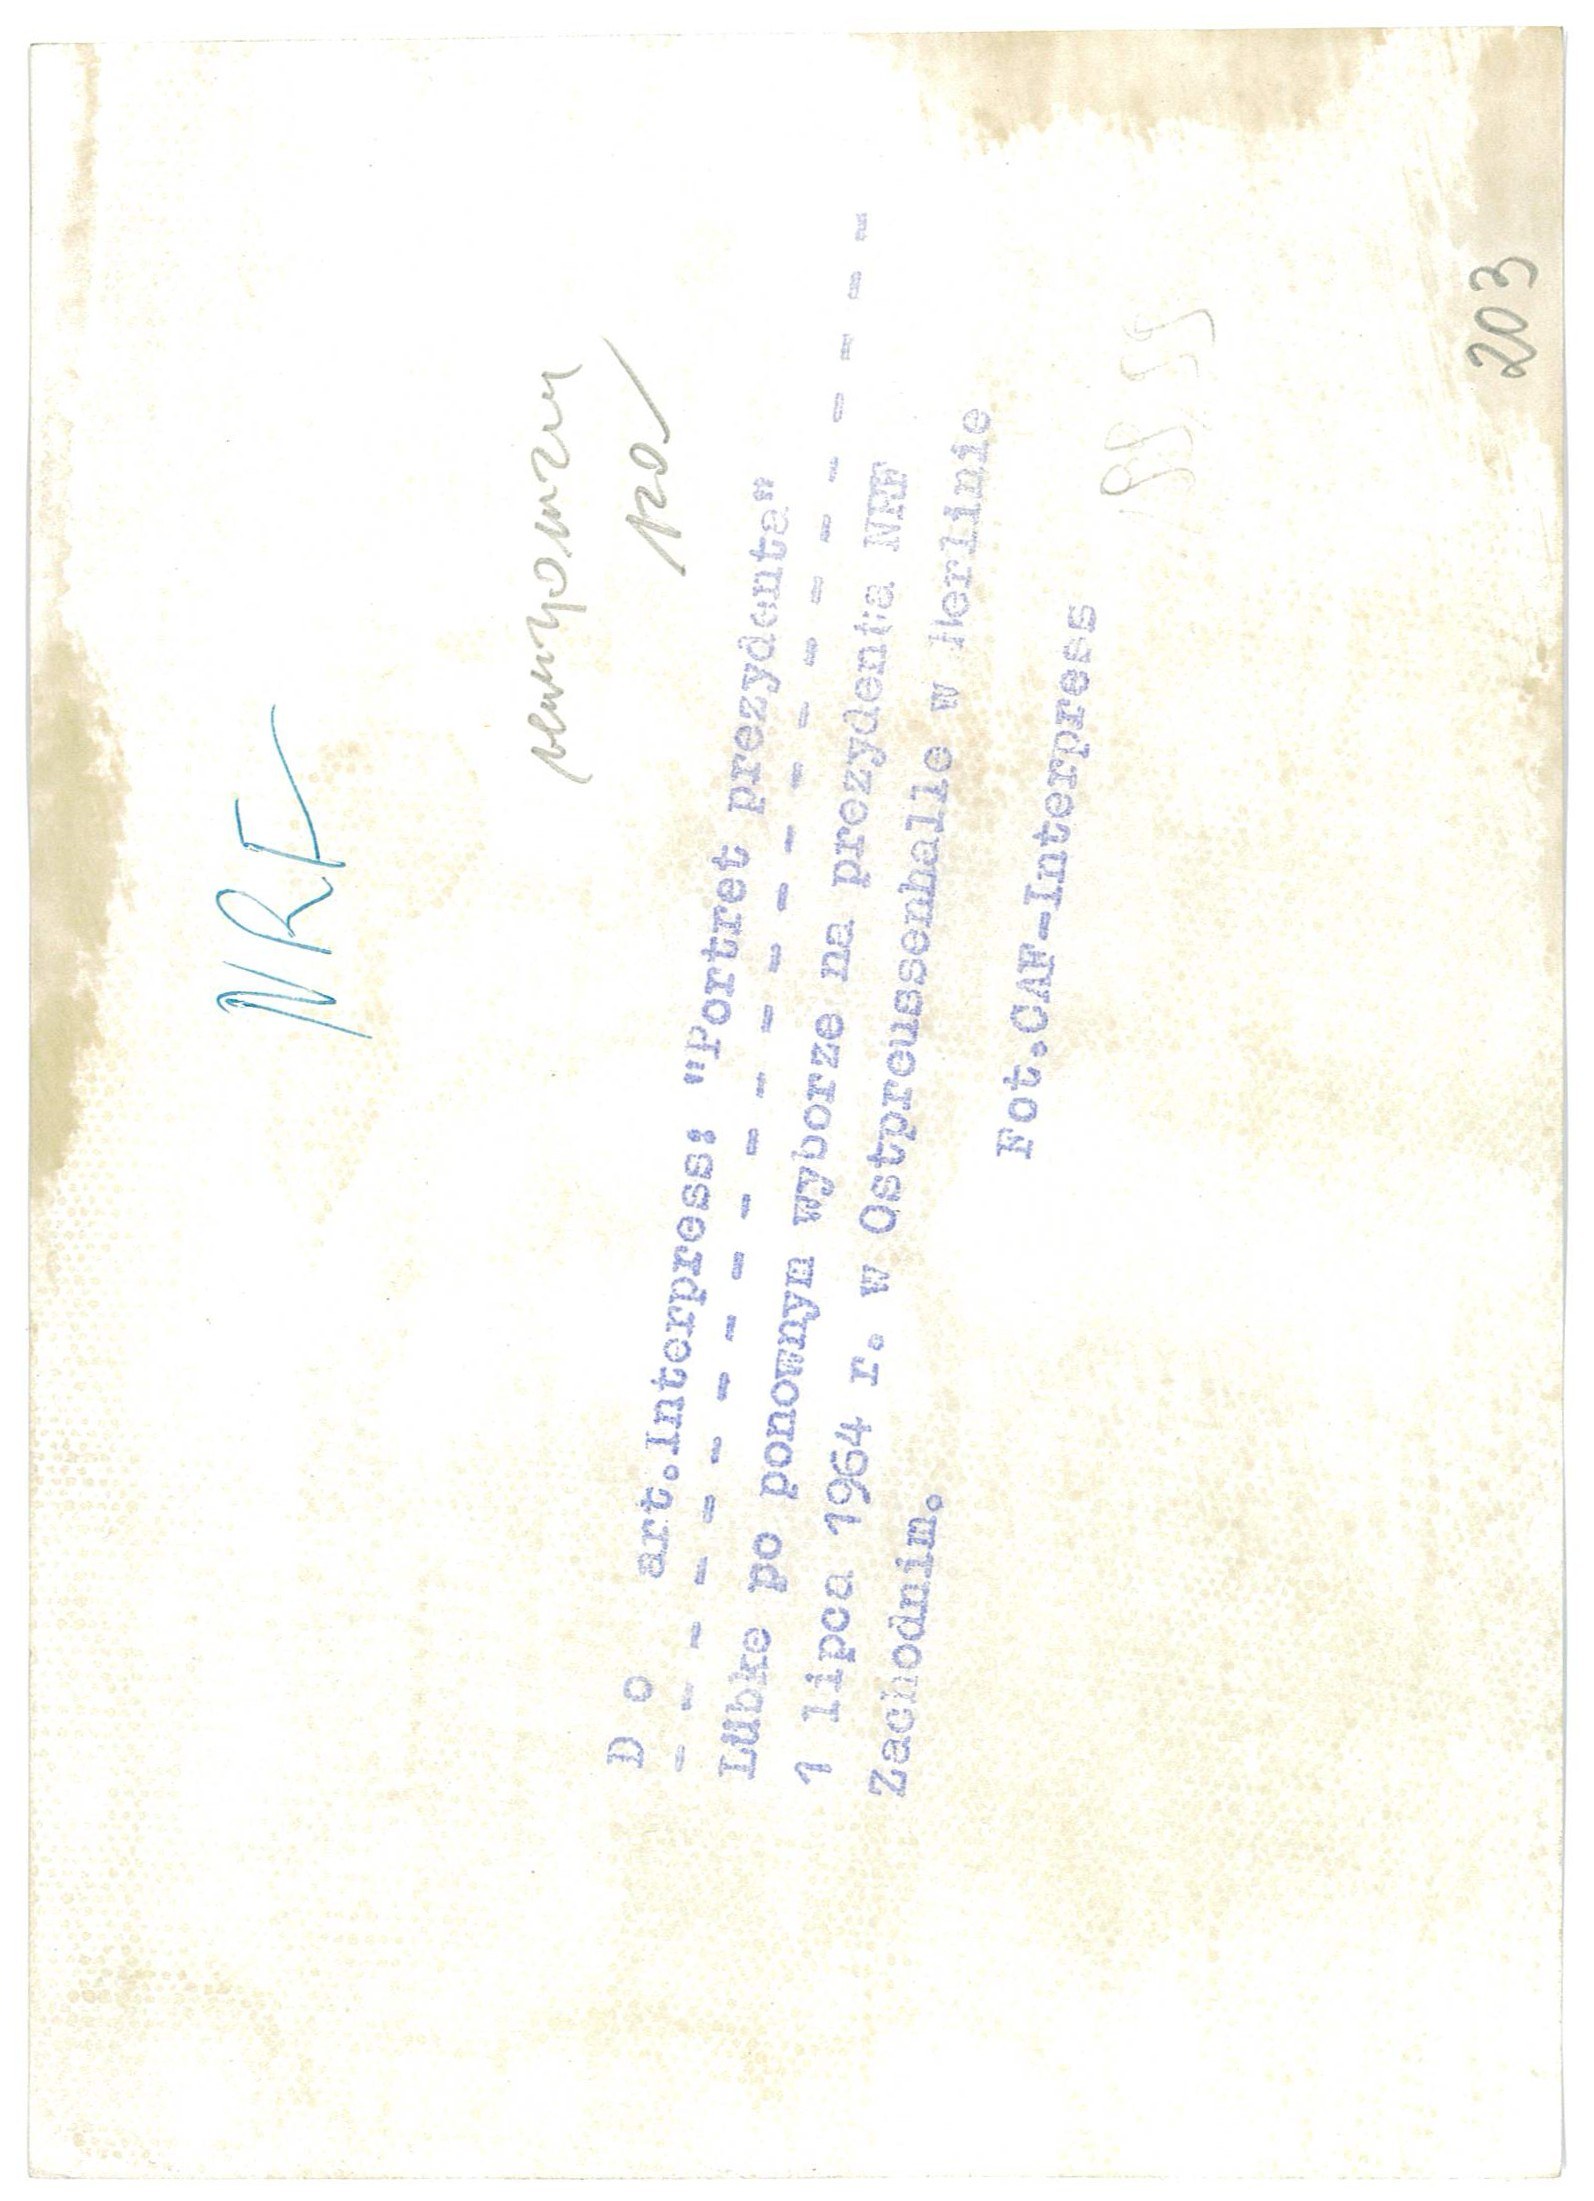 NRF
D o art.Interpress: "Portret prezydenta"
- - - - - - - - - - - - - - - - - - - - - - - - - -
Lübke po ponownym wyborze na prezydenta NRF
1 lipca 1964 r. w Ostpreussenhalle w Berlinie
Zachodnim.
Fot.CAF-Interpress
203